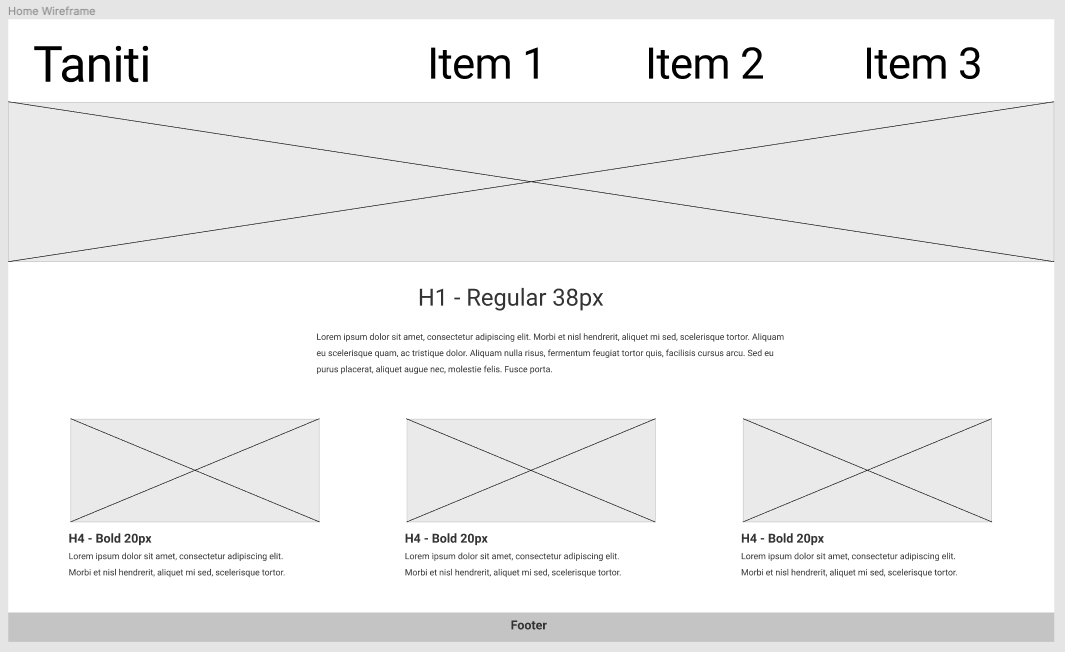 Home Wireframe
Taniti
Item 1
Item 2
Item 3
H1 - Regular 38px
Lorem ipsum dolor sit amet, consectetur adipiscing elit. Morbi et nisl hendrerit, aliquet mi sed, scelerisque tortor. Aliquam
eu scelerisque quam, ac tristique dolor. Aliquam nulla risus, fermentum feugiat tortor quis, facilisis cursus arcu. Sed eu
purus placerat, aliquet augue nec, molestie felis. Fusce porta.
H4 - Bold 20px
Lorem ipsum dolor sit amet, consectetur adipiscing elit.
Morbi et nisl hendrerit, aliquet mi sed, scelerisque tortor.
H4 - Bold 20px
Lorem ipsum dolor sit amet, consectetur adipiscing elit.
Morbi et nisl hendrerit, aliquet mi sed, scelerisque tortor.
H4 - Bold 20px
Lorem ipsum dolor sit amet, consectetur adipiscing elit.
Morbi et nisl hendrerit, aliquet mi sed, scelerisque tortor.
Footer